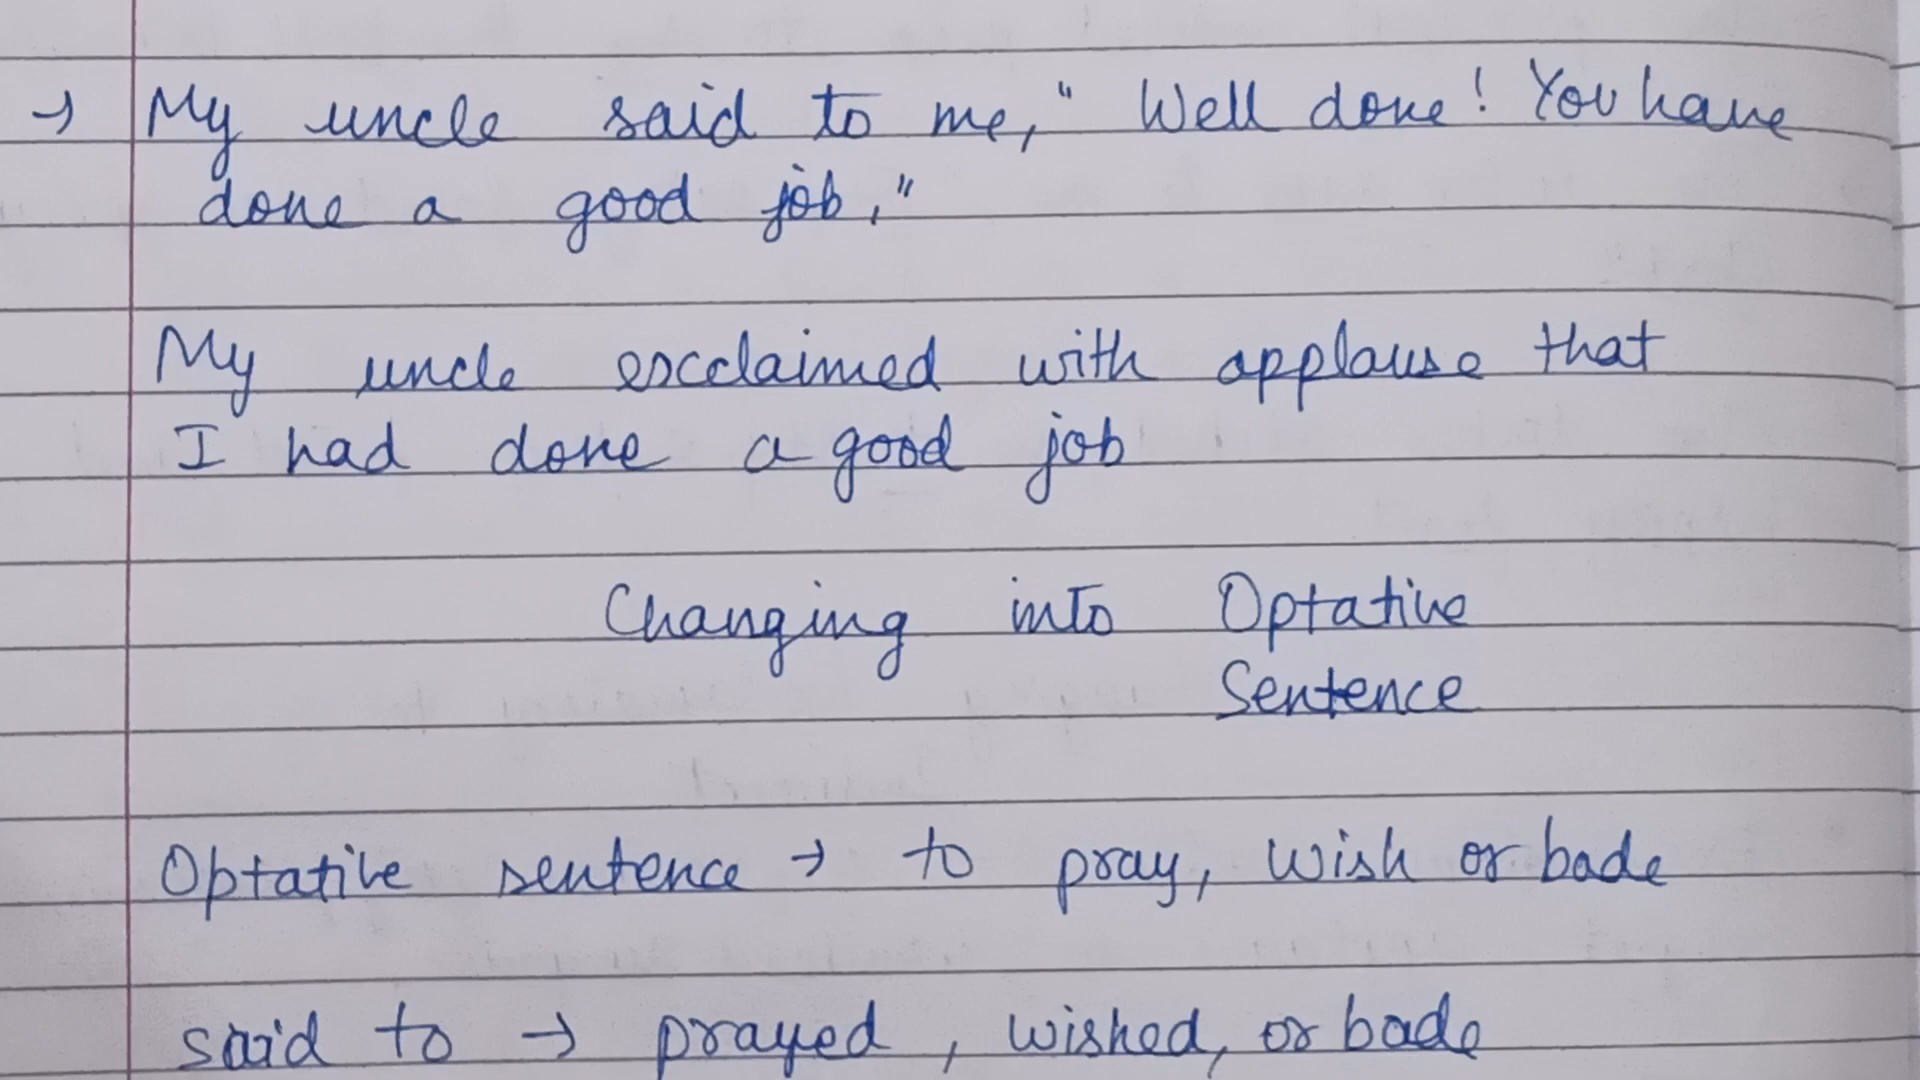 → My uncle said to me, " Well done! You have
done a good job,"
My uncle exclaimed with applause that
I had done a good job
Changing into Optative
Sentence
Optative sentence → to pray, wish or bade
said to → prayed, wished, or bade